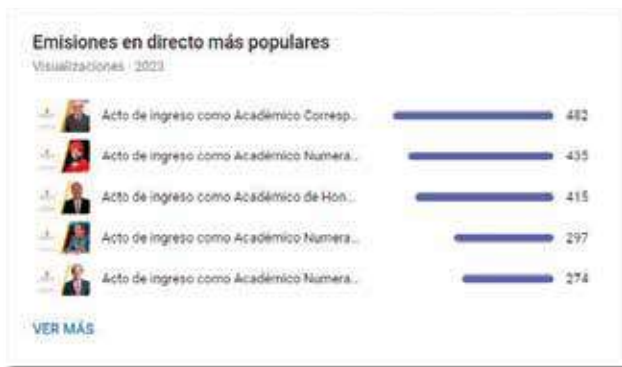 Emisiones en directo más populares
Visualizaciones · 2023
Acto de ingreso como Académico Corresp... 482
Acto de ingreso como Académico Numera... 435
Acto de ingreso como Académico de Hon... 415
Acto de ingreso como Académico Numera... 297
Acto de ingreso como Académico Numera... 274
VER MÁS